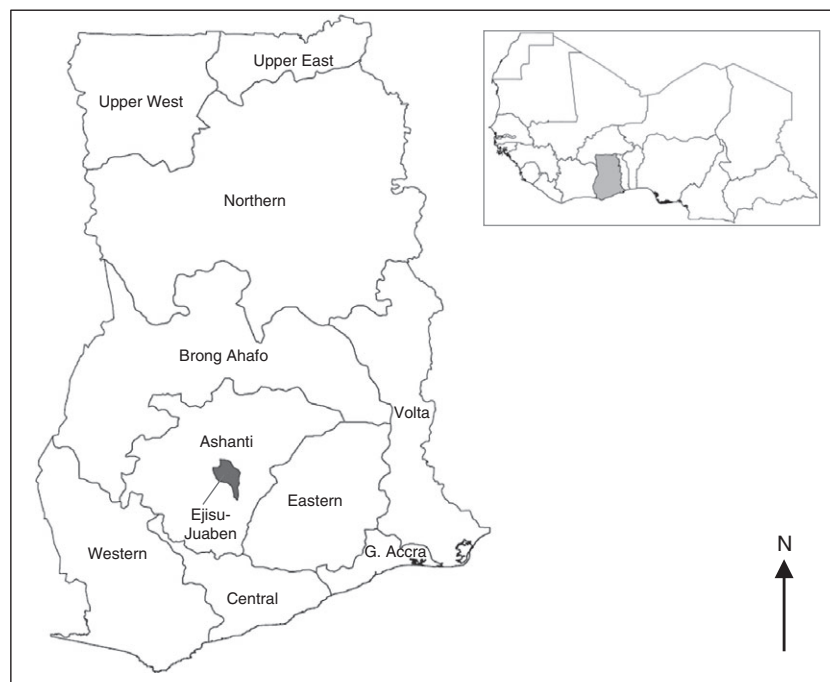 Upper East
Upper West
Northern
Brong Ahafo
Volta
Ashanti
Ejisu-
Juaben
Eastern
Western
G. Accra
Central
N